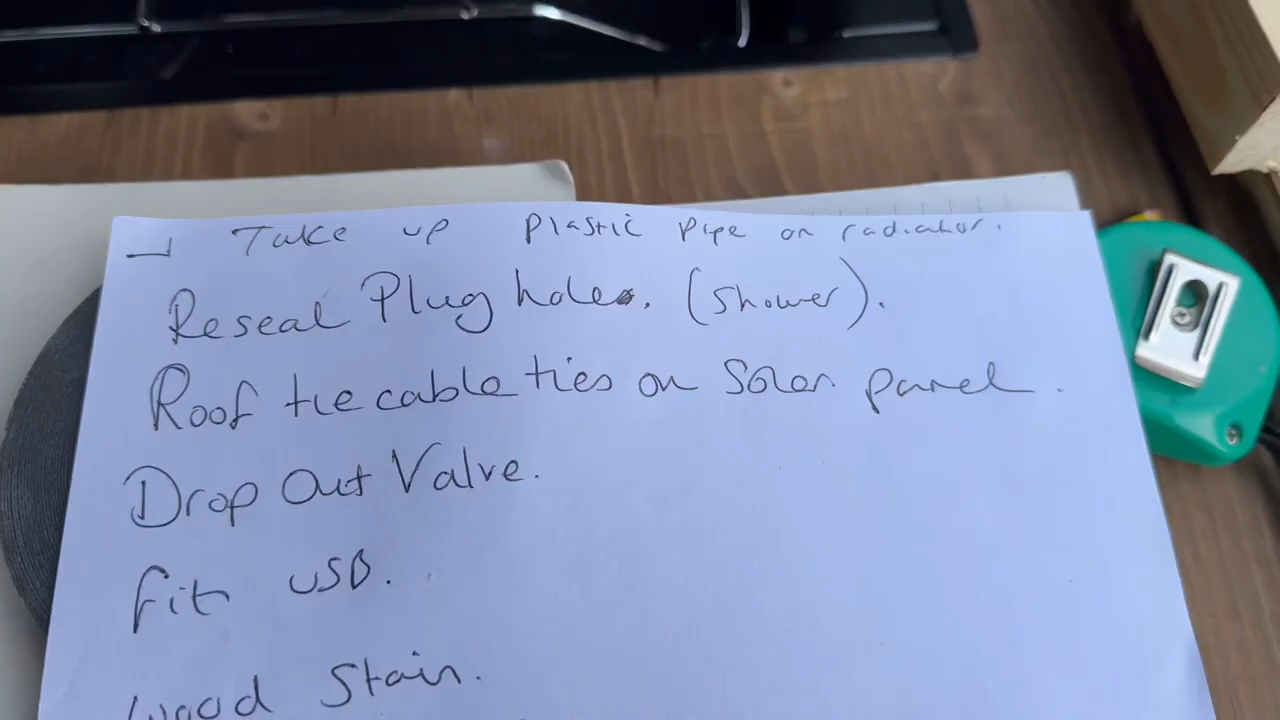 Take up plastic pipe on radiator.
Reseal Plug hole. (shower).
Roof tie cable ties on Solar panel.
Drop Out Valve.
fit USB.
Wood Stain.